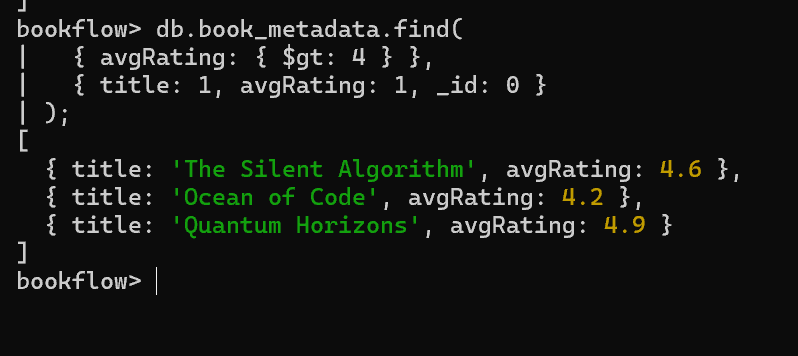 ]
bookflow> db.book_metadata.find(
|   { avgRating: { $gt: 4 } },
|   { title: 1, avgRating: 1, _id: 0 }
| );
[
  { title: 'The Silent Algorithm', avgRating: 4.6 },
  { title: 'Ocean of Code', avgRating: 4.2 },
  { title: 'Quantum Horizons', avgRating: 4.9 }
]
bookflow>